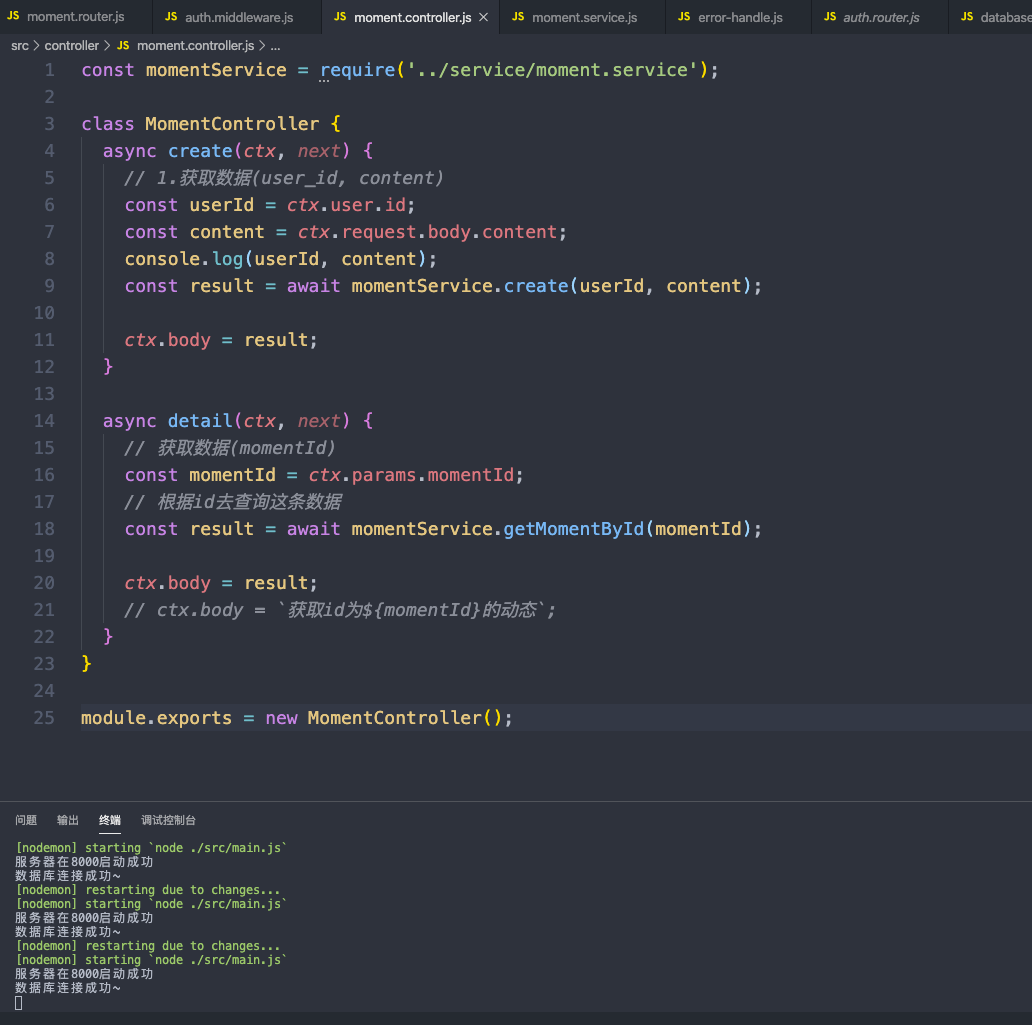 JS moment.router.js JS auth.middleware.js JS moment.controller.js × JS moment.service.js JS error-handle.js JS auth.router.js JS database
src > controller > JS moment.controller.js > ...
1 const momentService = require('../service/moment.service');
2
3 class MomentController {
4 async create(ctx, next) {
5 // 1.获取数据(user_id, content)
6 const userId = ctx.user.id;
7 const content = ctx.request.body.content;
8 console.log(userId, content);
9 const result = await momentService.create(userId, content);
10
11 ctx.body = result;
12 }
13
14 async detail(ctx, next) {
15 // 获取数据(momentId)
16 const momentId = ctx.params.momentId;
17 // 根据id去查询这条数据
18 const result = await momentService.getMomentById(momentId);
19
20 ctx.body = result;
21 // ctx.body = `获取id为${momentId}的动态`;
22 }
23 }
24
25 module.exports = new MomentController();
问题 输出 终端 调试控制台
[nodemon] starting `node ./src/main.js`
服务器在8000启动成功
数据库连接成功~
[nodemon] restarting due to changes...
[nodemon] starting `node ./src/main.js`
服务器在8000启动成功
数据库连接成功~
[nodemon] restarting due to changes...
[nodemon] starting `node ./src/main.js`
服务器在8000启动成功
数据库连接成功~